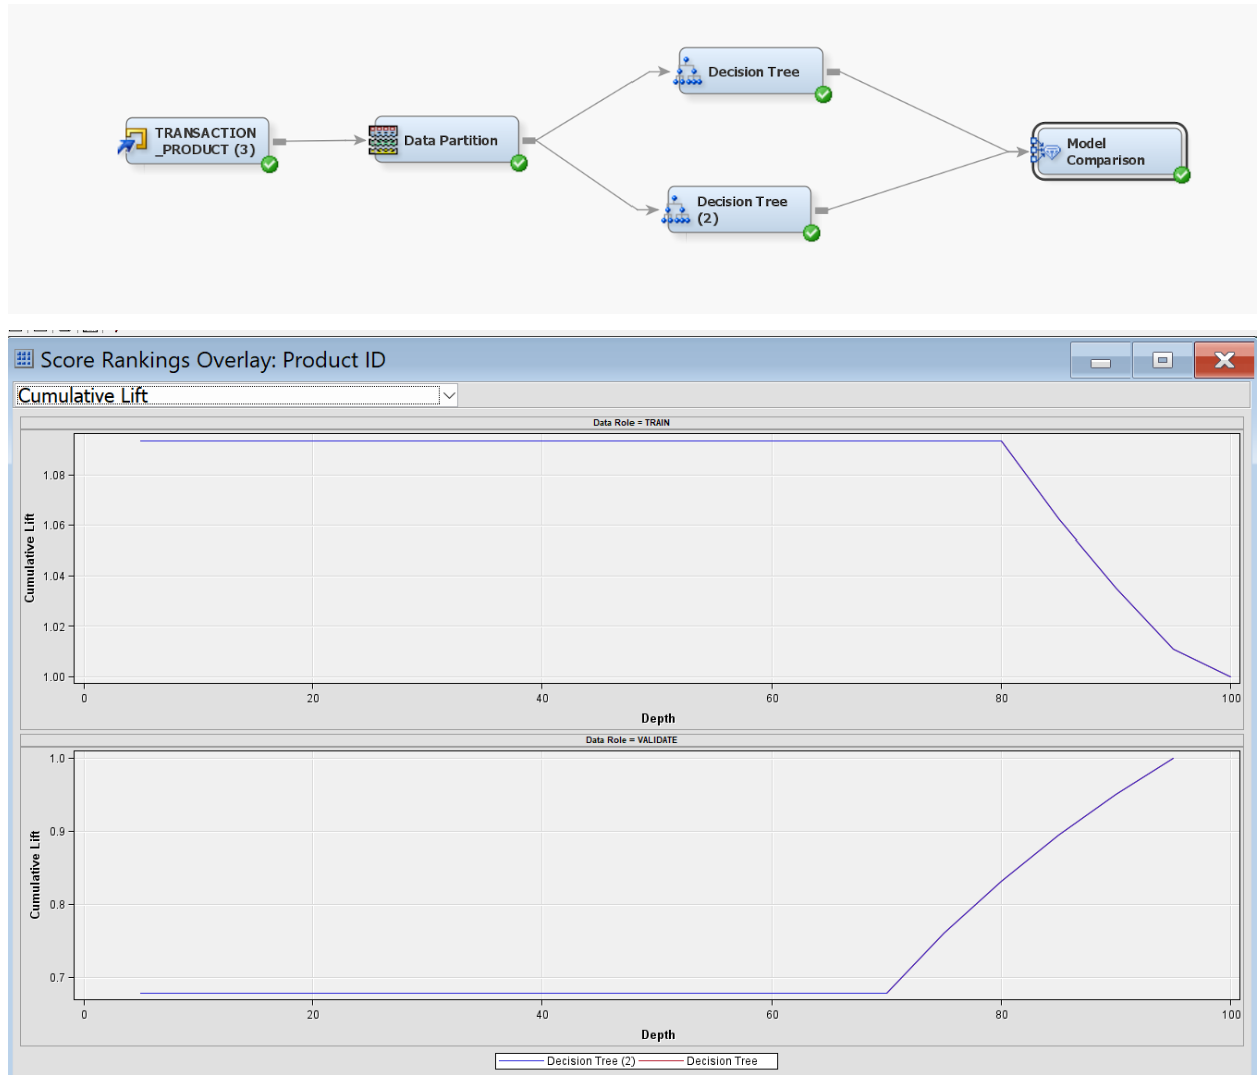 Decision Tree
TRANSACTION
_PRODUCT (3)
Data Partition
Model
Comparison
Decision Tree
(2)
Score Rankings Overlay: Product ID
Cumulative Lift
Data Role = TRAIN
1.08
1.06
1.04
1.02
1.00
Cumulative Lift
0 20 40 60 80 100
Depth
Data Role = VALIDATE
1.0
0.9
0.8
0.7
Cumulative Lift
0 20 40 60 80 100
Depth
Decision Tree (2) Decision Tree